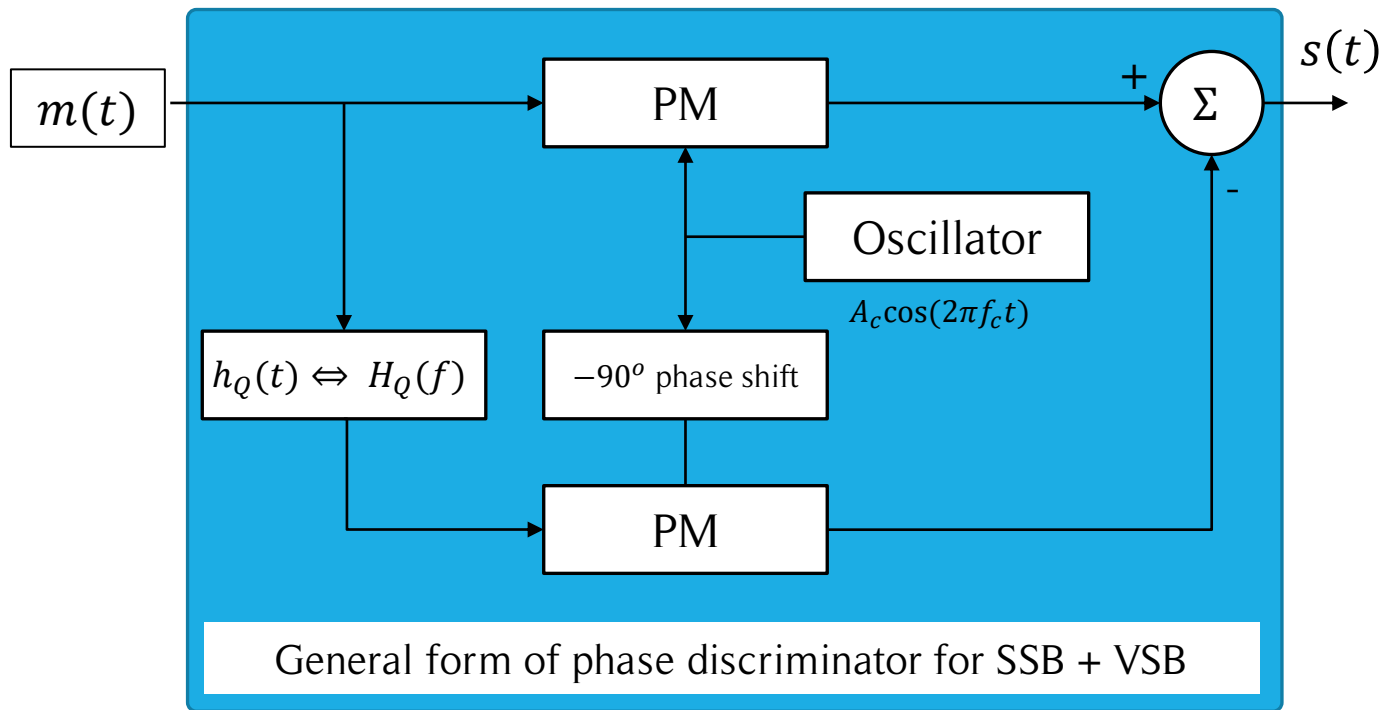 s(t)
m(t)
PM
+
Σ
-
Oscillator
A_c cos(2πf_c t)
h_Q(t) ⇔ H_Q(f)
−90^o phase shift
PM
General form of phase discriminator for SSB + VSB